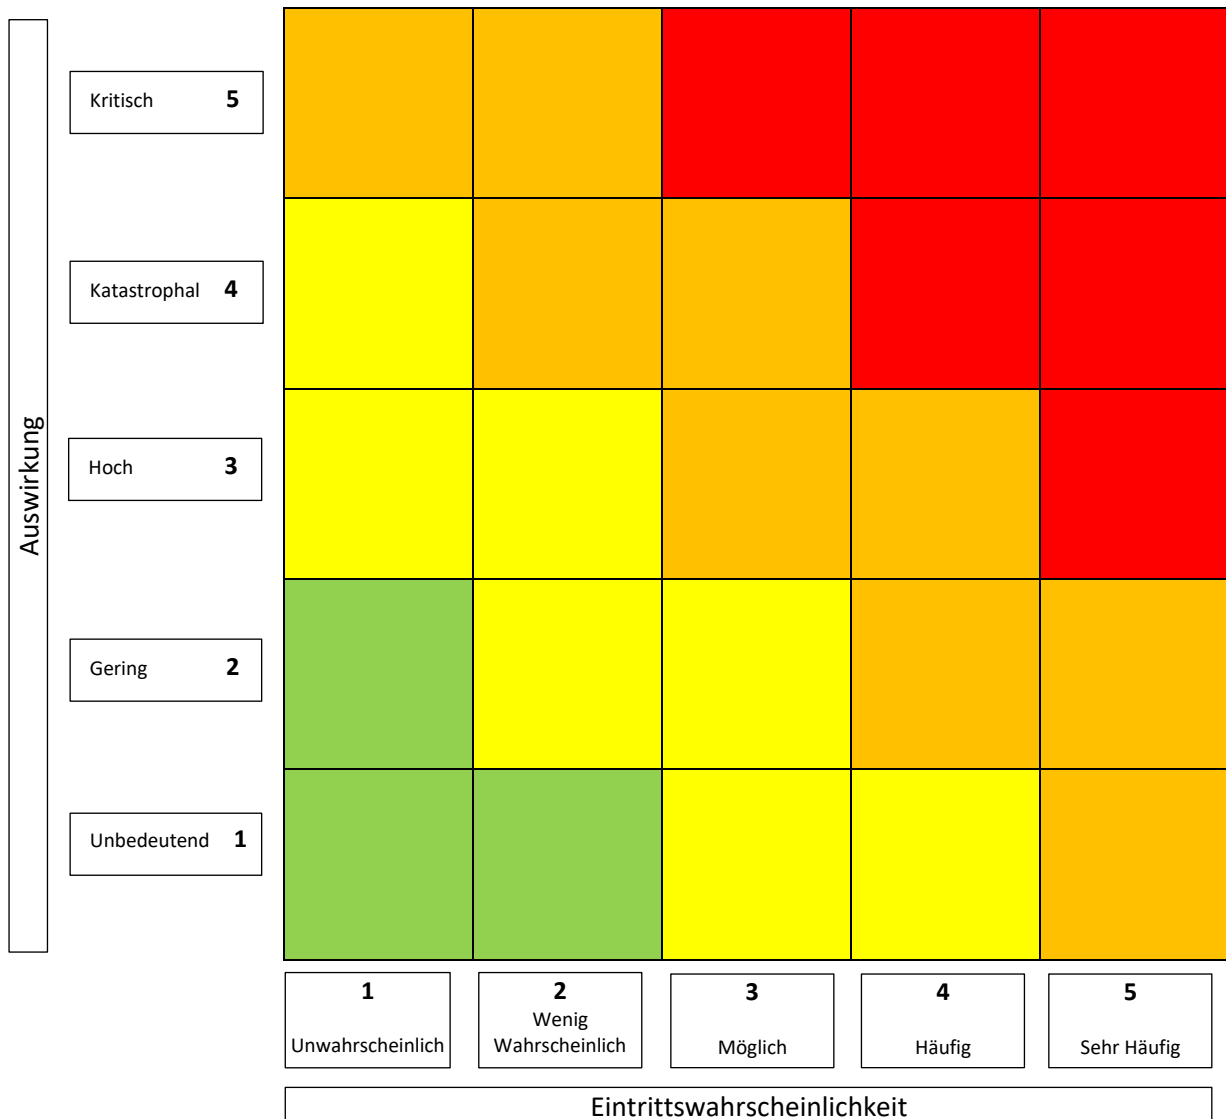 Auswirkung
Kritisch 5
Katastrophal 4
Hoch 3
Gering 2
Unbedeutend 1
1
Unwahrscheinlich
2
Wenig
Wahrscheinlich
3
Möglich
4
Häufig
5
Sehr Häufig
Eintrittswahrscheinlichkeit